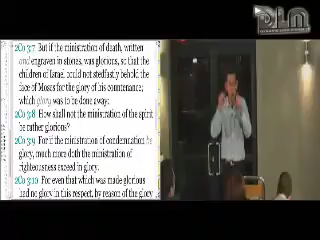 DLM
2Co 3:7 But if the ministration of death, written
and engraven in stones, was glorious, so that the
children of Israel could not stedfastly behold the
face of Moses for the glory of his countenance;
which glory was to be done away:
2Co 3:8 How shall not the ministration of the spirit
be rather glorious?
2Co 3:9 For if the ministration of condemnation be
glory, much more doth the ministration of
righteousness exceed in glory.
2Co 3:10 For even that which was made glorious
had no glory in this respect, by reason of the glory